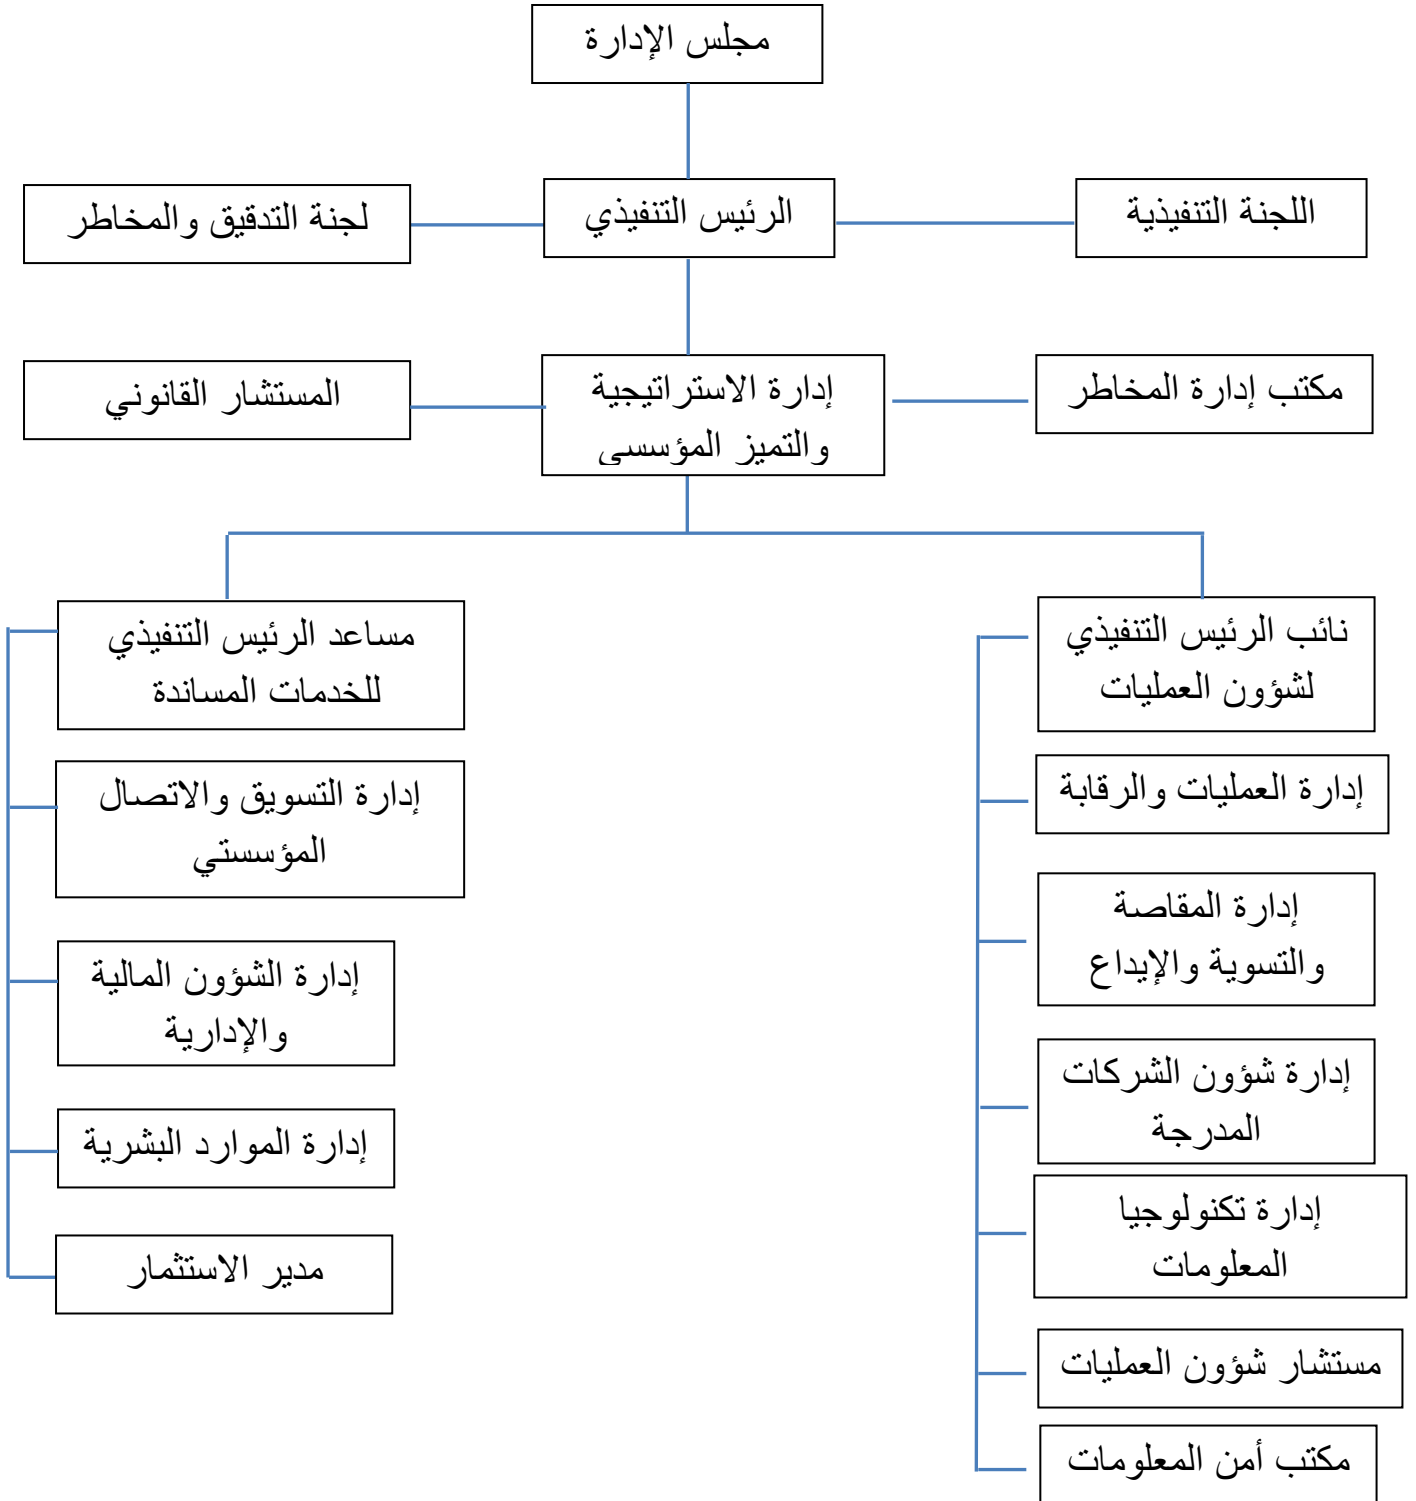 مجلس الإدارة
اللجنة التنفيذية
الرئيس التنفيذي
لجنة التدقيق والمخاطر
مكتب إدارة المخاطر
إدارة الاستراتيجية
والتميز المؤسسي
المستشار القانوني
نائب الرئيس التنفيذي
لشؤون العمليات
إدارة العمليات والرقابة
إدارة المقاصة
والتسوية والإيداع
إدارة شؤون الشركات
المدرجة
إدارة تكنولوجيا
المعلومات
مستشار شؤون العمليات
مكتب أمن المعلومات
مساعد الرئيس التنفيذي
للخدمات المساندة
إدارة التسويق والاتصال
المؤسستي
إدارة الشؤون المالية
والإدارية
إدارة الموارد البشرية
مدير الاستثمار